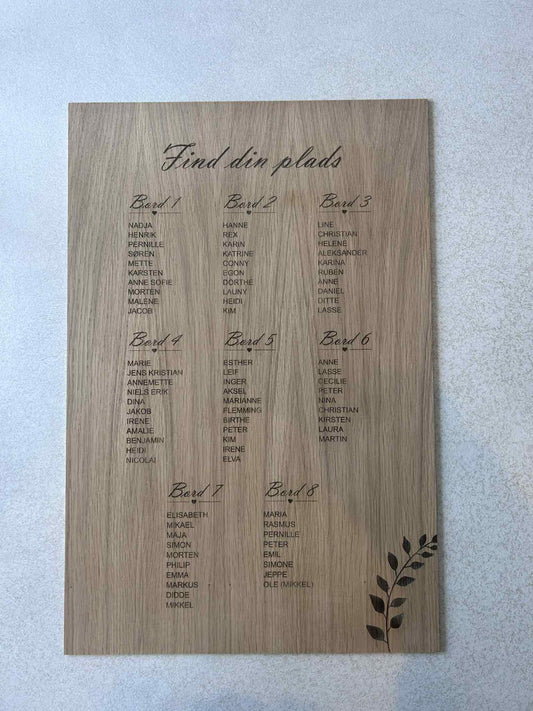 Find din plads
Bord 1
NADJA
HENRIK
PERNILLE
SØREN
METTE
KARSTEN
ANNE SOFIE
MORTEN
MALENE
JACOB
Bord 2
HANNE
REX
KARIN
KATRINE
CONNY
EGON
DORTHE
LAUNY
HEIDI
KIM
Bord 3
LINE
CHRISTIAN
HELENE
ALEKSANDER
KARINA
RUBEN
ANNE
DANIEL
DITTE
LASSE
Bord 4
MARIE
JENS KRISTIAN
ANNEMETTE
NIELS ERIK
DINA
JAKOB
IRENE
AMALIE
BENJAMIN
HEIDI
NICOLAI
Bord 5
ESTHER
LEIF
INGER
AKSEL
MARIANNE
FLEMMING
BIRTHE
PETER
KIM
IRENE
ELVA
Bord 6
ANNE
LASSE
CECILIE
PETER
NINA
CHRISTIAN
KIRSTEN
LAURA
MARTIN
Bord 7
ELISABETH
MIKAEL
MAJA
SIMON
MORTEN
PHILIP
EMMA
MARKUS
DIDDE
MIKKEL
Bord 8
MARIA
RASMUS
PERNILLE
PETER
EMIL
SIMONE
JEPPE
OLE (MIKKEL)